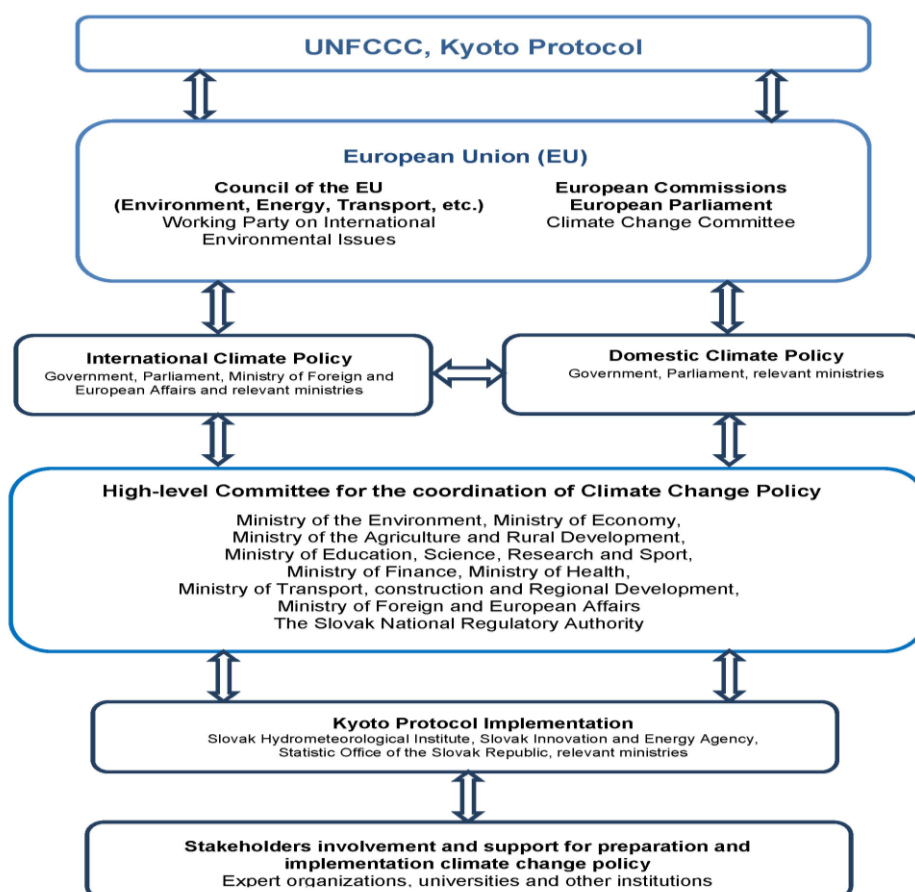 UNFCCC, Kyoto Protocol
European Union (EU)
Council of the EU
(Environment, Energy, Transport, etc.)
Working Party on International
Environmental Issues
European Commissions
European Parliament
Climate Change Committee
International Climate Policy
Government, Parliament, Ministry of Foreign and
European Affairs and relevant ministries
Domestic Climate Policy
Government, Parliament, relevant ministries
High-level Committee for the coordination of Climate Change Policy
Ministry of the Environment, Ministry of Economy,
Ministry of the Agriculture and Rural Development,
Ministry of Education, Science, Research and Sport,
Ministry of Finance, Ministry of Health,
Ministry of Transport, construction and Regional Development,
Ministry of Foreign and European Affairs
The Slovak National Regulatory Authority
Kyoto Protocol Implementation
Slovak Hydrometeorological Institute, Slovak Innovation and Energy Agency,
Statistic Office of the Slovak Republic, relevant ministries
Stakeholders involvement and support for preparation and
implementation climate change policy
Expert organizations, universities and other institutions